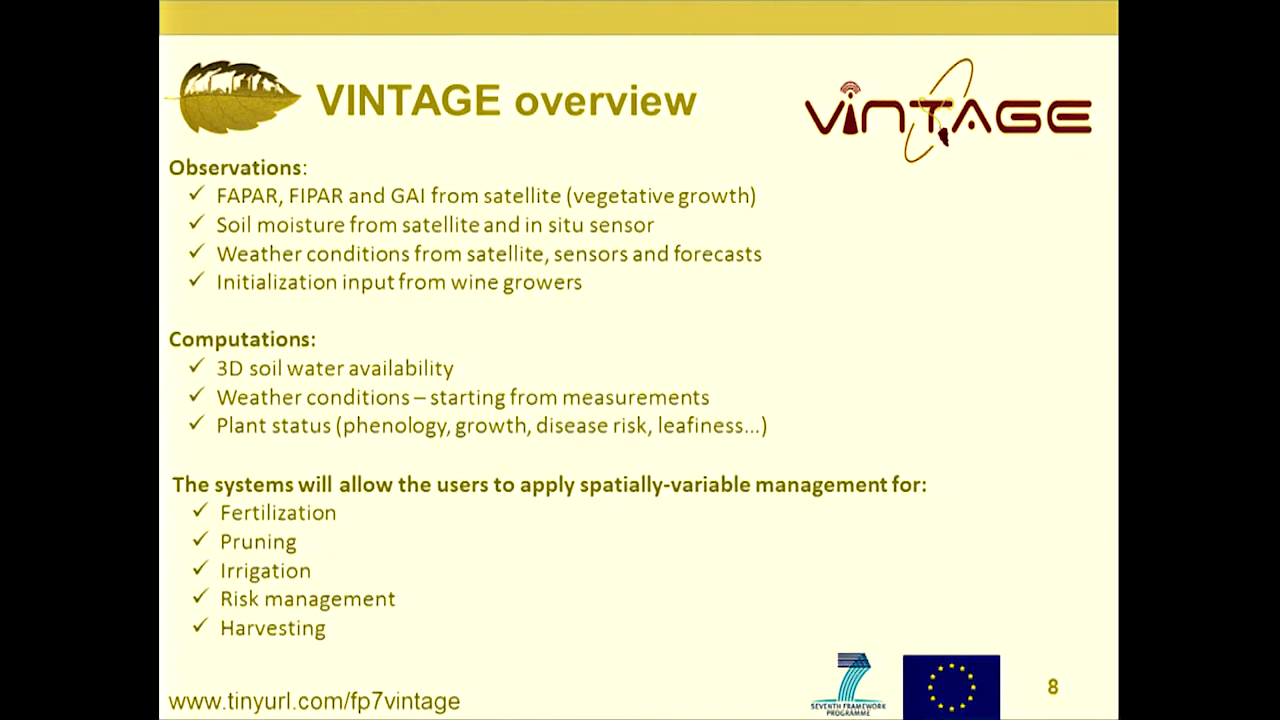 VINTAGE overview
VINTAGE
Observations:
✓ FAPAR, FIPAR and GAI from satellite (vegetative growth)
✓ Soil moisture from satellite and in situ sensor
✓ Weather conditions from satellite, sensors and forecasts
✓ Initialization input from wine growers
Computations:
✓ 3D soil water availability
✓ Weather conditions – starting from measurements
✓ Plant status (phenology, growth, disease risk, leafiness...)
The systems will allow the users to apply spatially-variable management for:
✓ Fertilization
✓ Pruning
✓ Irrigation
✓ Risk management
✓ Harvesting
www.tinyurl.com/fp7vintage
7
SEVENTH FRAMEWORK
PROGRAMME
8